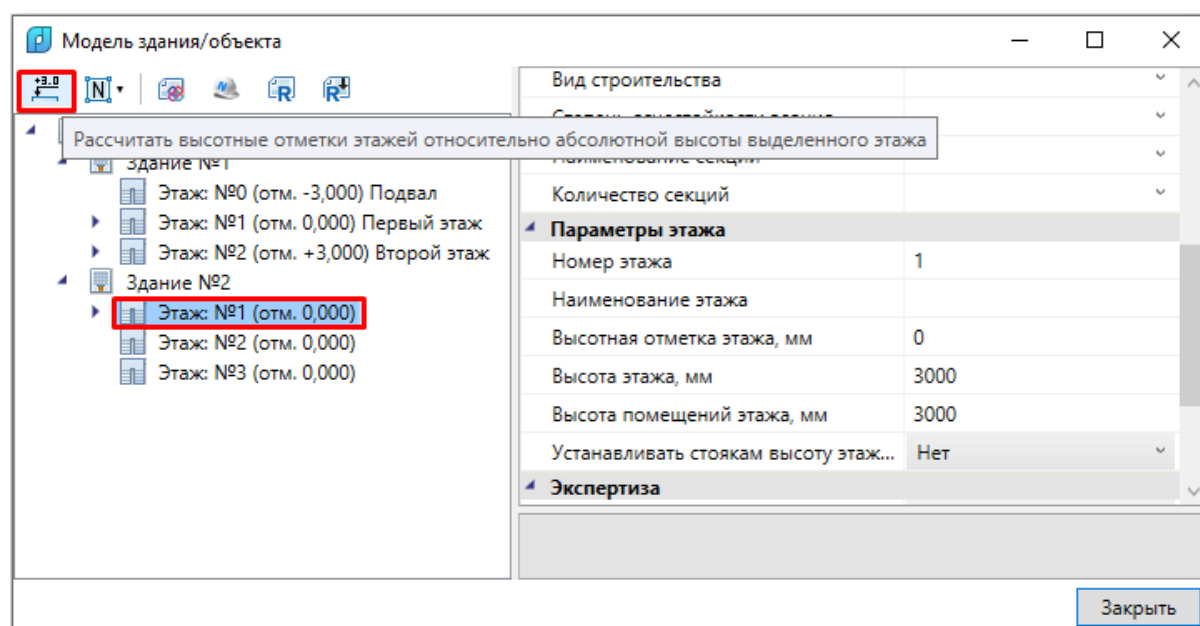 Модель здания/объекта
+3.0
N
R
R
Вид строительства
Рассчитать высотные отметки этажей относительно абсолютной высоты выделенного этажа
Здание №1
Наименование секции
Этаж: №0 (отм. -3,000) Подвал
Количество секций
Этаж: №1 (отм. 0,000) Первый этаж
Параметры этажа
Этаж: №2 (отм. +3,000) Второй этаж
Номер этажа 1
Здание №2
Наименование этажа
Этаж: №1 (отм. 0,000)
Высотная отметка этажа, мм 0
Этаж: №2 (отм. 0,000)
Этаж: №3 (отм. 0,000)
Высота этажа, мм 3000
Высота помещений этажа, мм 3000
Устанавливать стоякам высоту этаж... Нет
Экспертиза
Закрыть